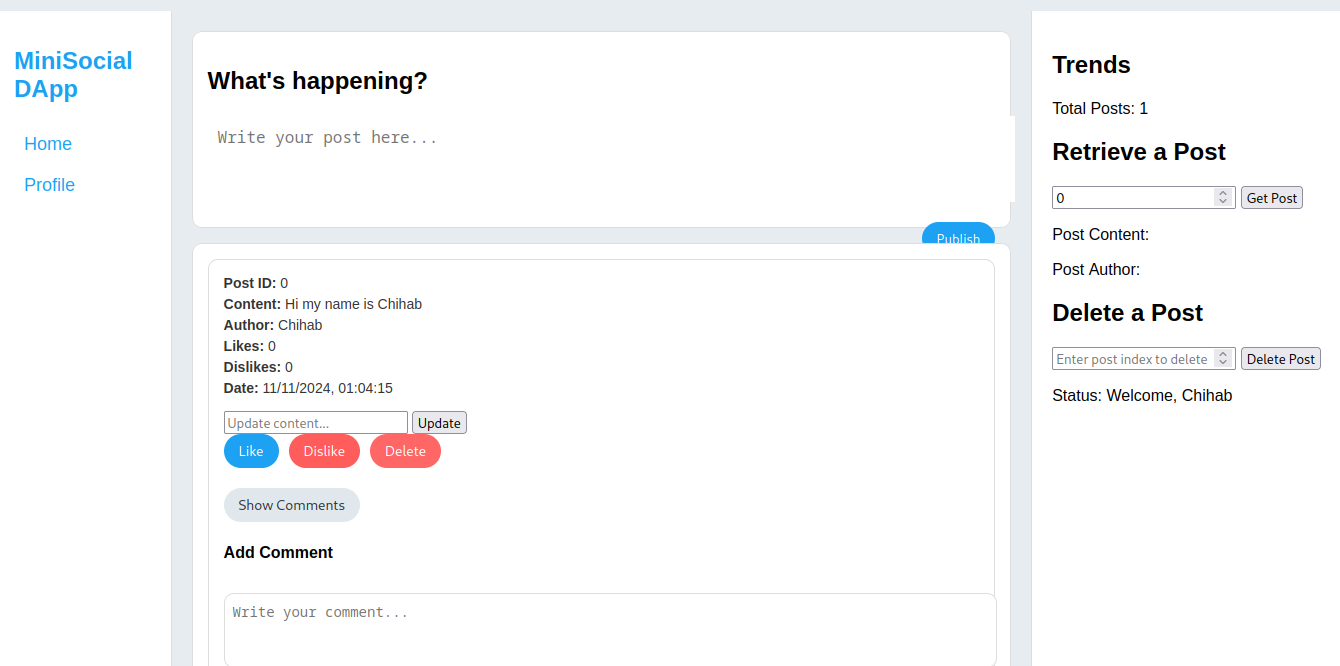 MiniSocial
DApp
Home
Profile
What's happening?
Write your post here...
Publish
Post ID: 0
Content: Hi my name is Chihab
Author: Chihab
Likes: 0
Dislikes: 0
Date: 11/11/2024, 01:04:15
Update content... Update
Like Dislike Delete
Show Comments
Add Comment
Write your comment...
Trends
Total Posts: 1
Retrieve a Post
0 Get Post
Post Content:
Post Author:
Delete a Post
Enter post index to delete Delete Post
Status: Welcome, Chihab